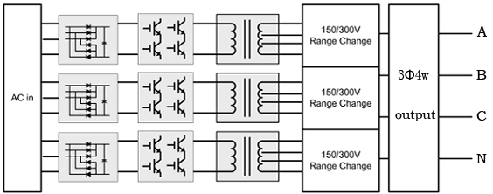 AC in
150/300V
Range Change
150/300V
Range Change
150/300V
Range Change
3Φ4w
output
A
B
C
N